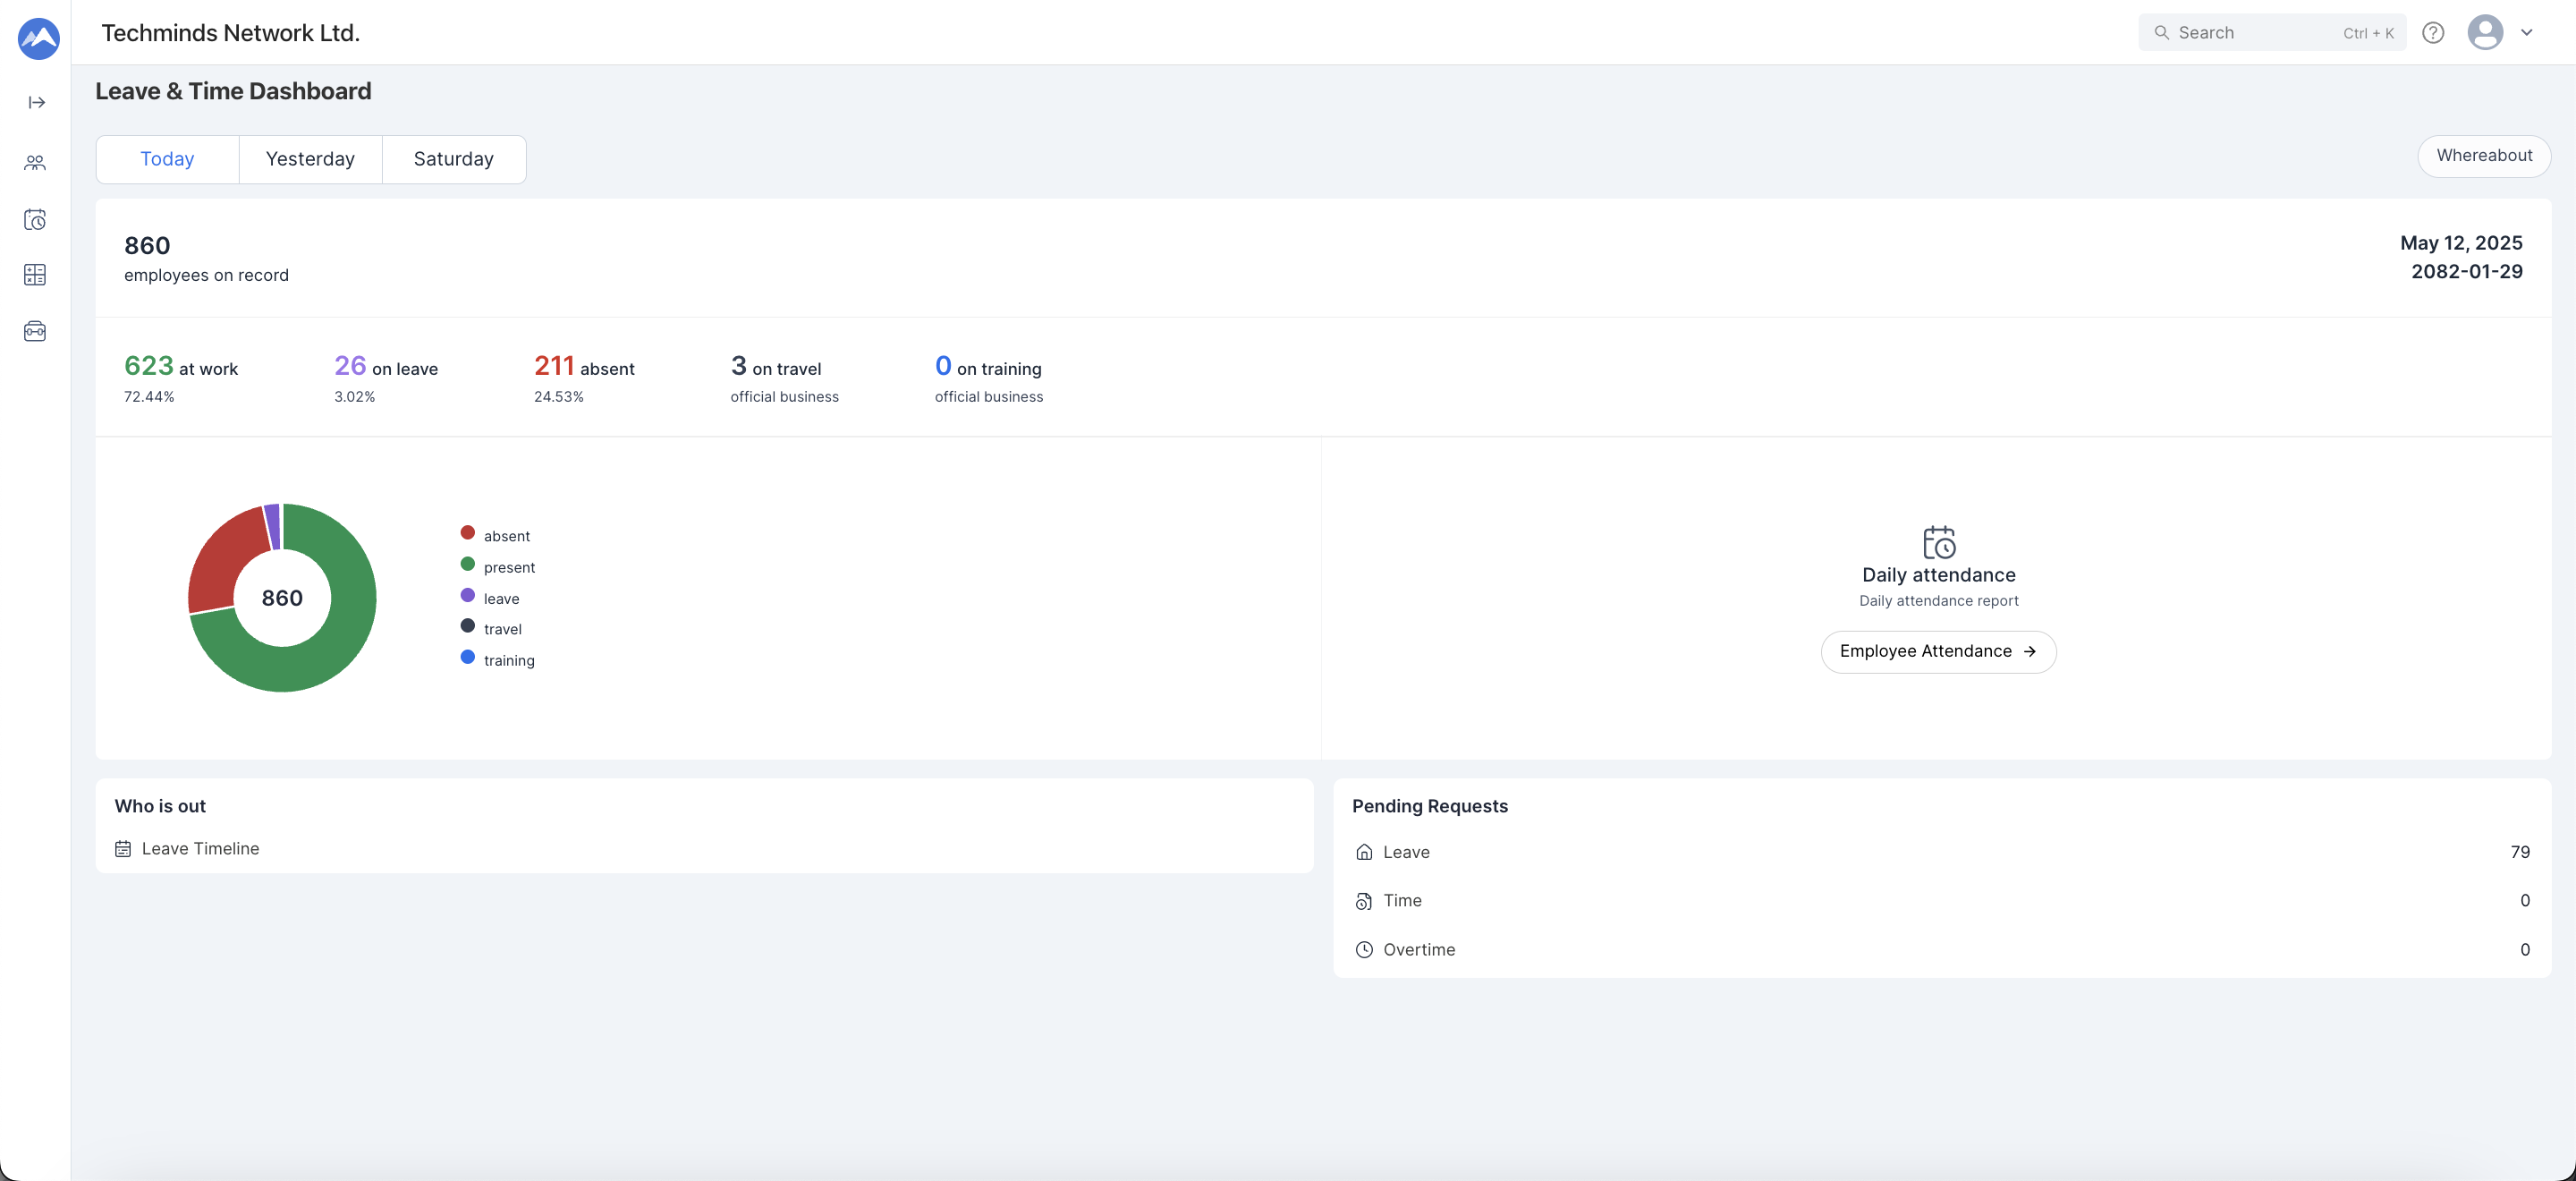 Techminds Network Ltd.
Search Ctrl + K
Leave & Time Dashboard
Today Yesterday Saturday
Whereabout
860
employees on record
May 12, 2025
2082-01-29
623 at work
72.44%
26 on leave
3.02%
211 absent
24.53%
3 on travel
official business
0 on training
official business
860
absent
present
leave
travel
training
Daily attendance
Daily attendance report
Employee Attendance →
Who is out
Leave Timeline
Pending Requests
Leave 79
Time 0
Overtime 0